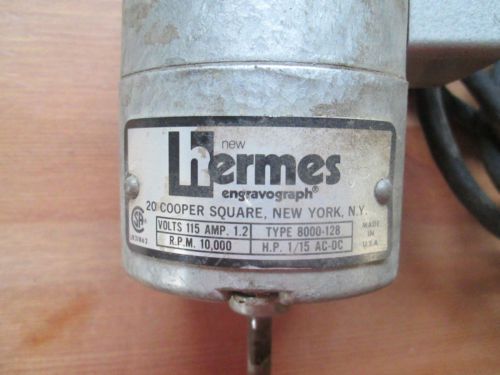 new
hermes
engravograph®
20 COOPER SQUARE, NEW YORK, N.Y.
VOLTS 115 AMP. 1.2 TYPE 8000-128
R.P.M. 10,000 H.P. 1/15 AC-DC
MADE
IN
U.S.A.